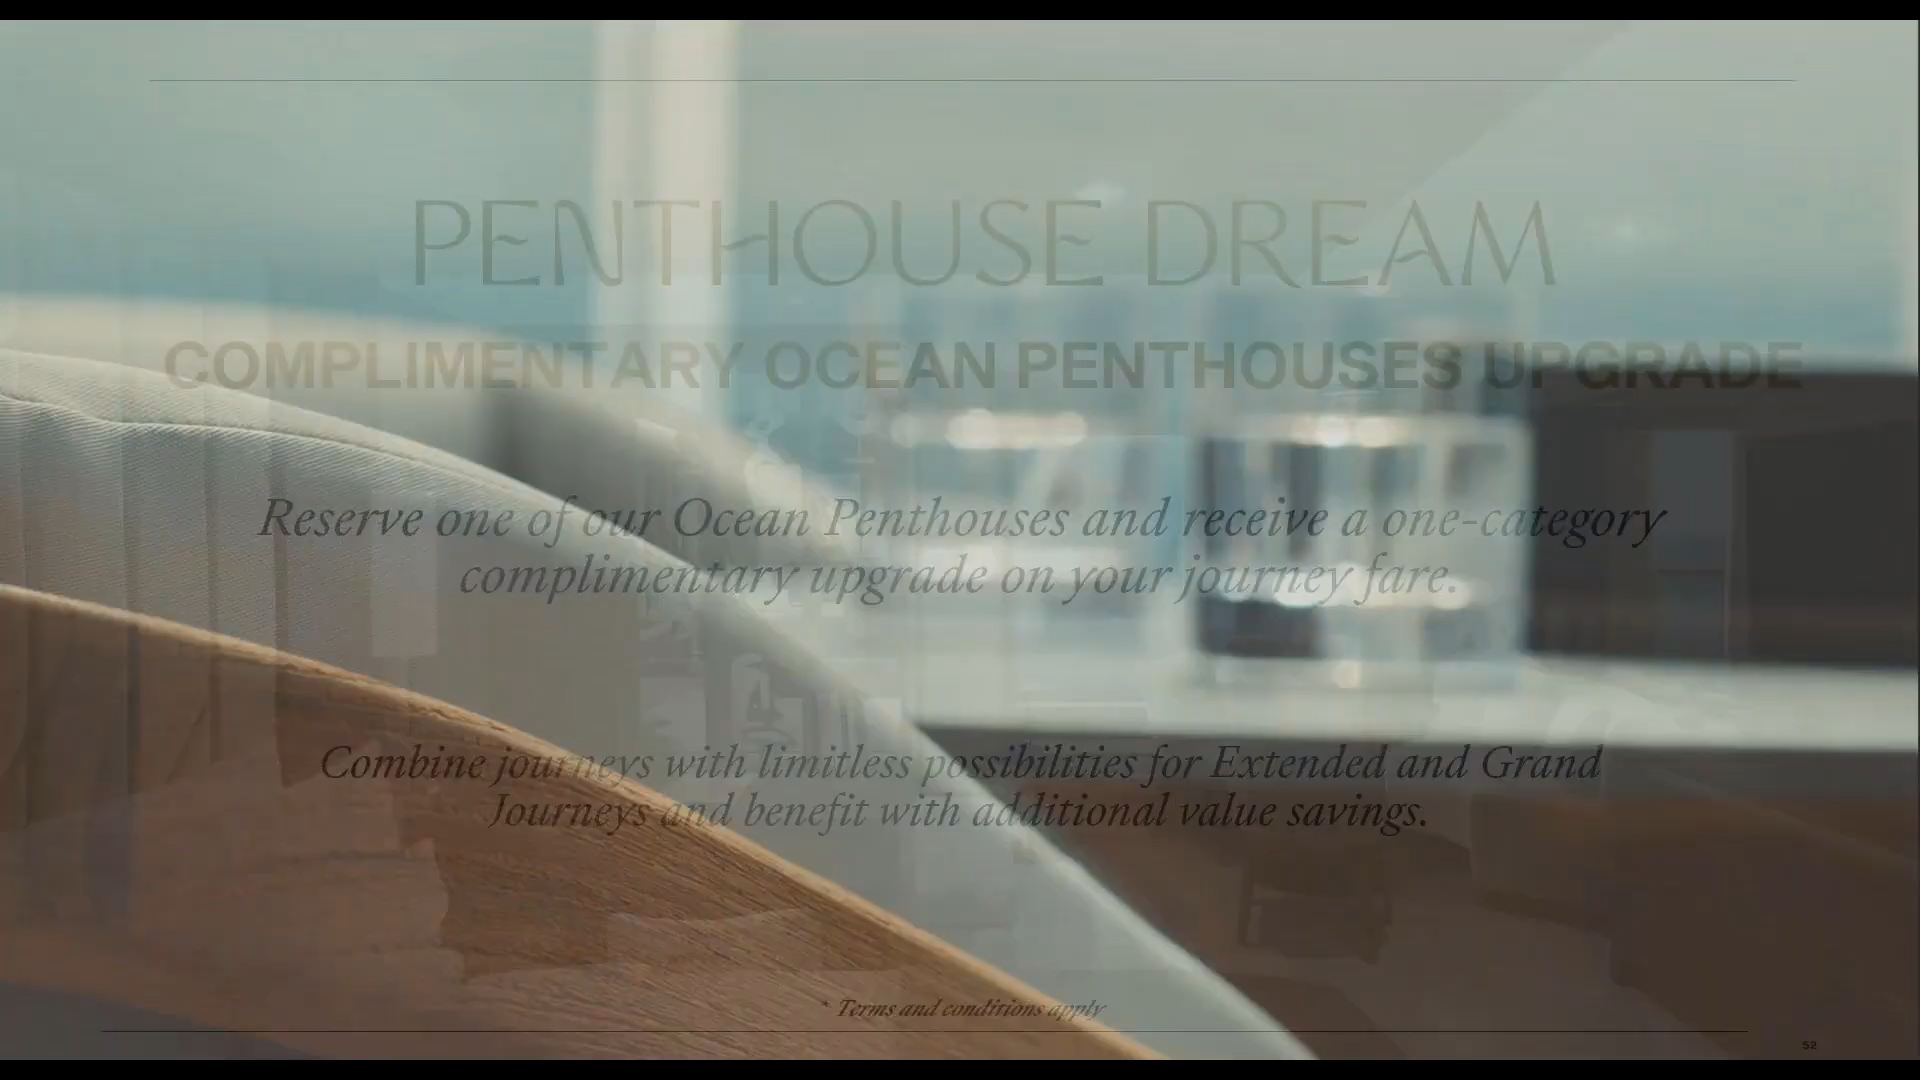 PENTHOUSE DREAM
COMPLIMENTARY OCEAN PENTHOUSES UPGRADE
Reserve one of our Ocean Penthouses and receive a one-category
complimentary upgrade on your journey fare.
Combine journeys with limitless possibilities for Extended and Grand
Journeys and benefit with additional value savings.
* Terms and conditions apply
52